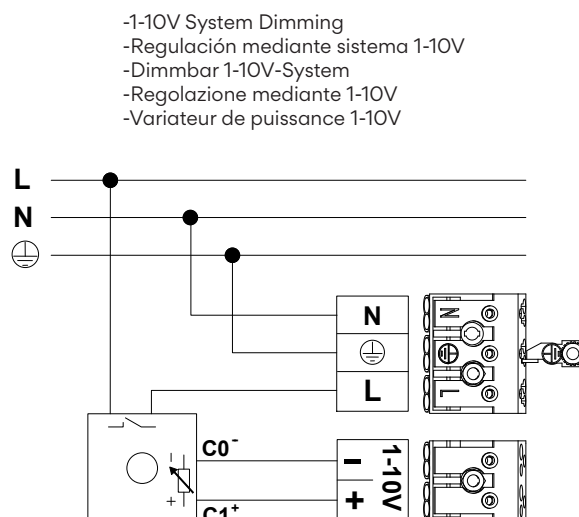 -1-10V System Dimming
-Regulación mediante sistema 1-10V
-Dimmbar 1-10V-System
-Regolazione mediante 1-10V
-Variateur de puissance 1-10V
L
N
N
L
N
L
C0-
- 
+
1-10V
-
+
C1+